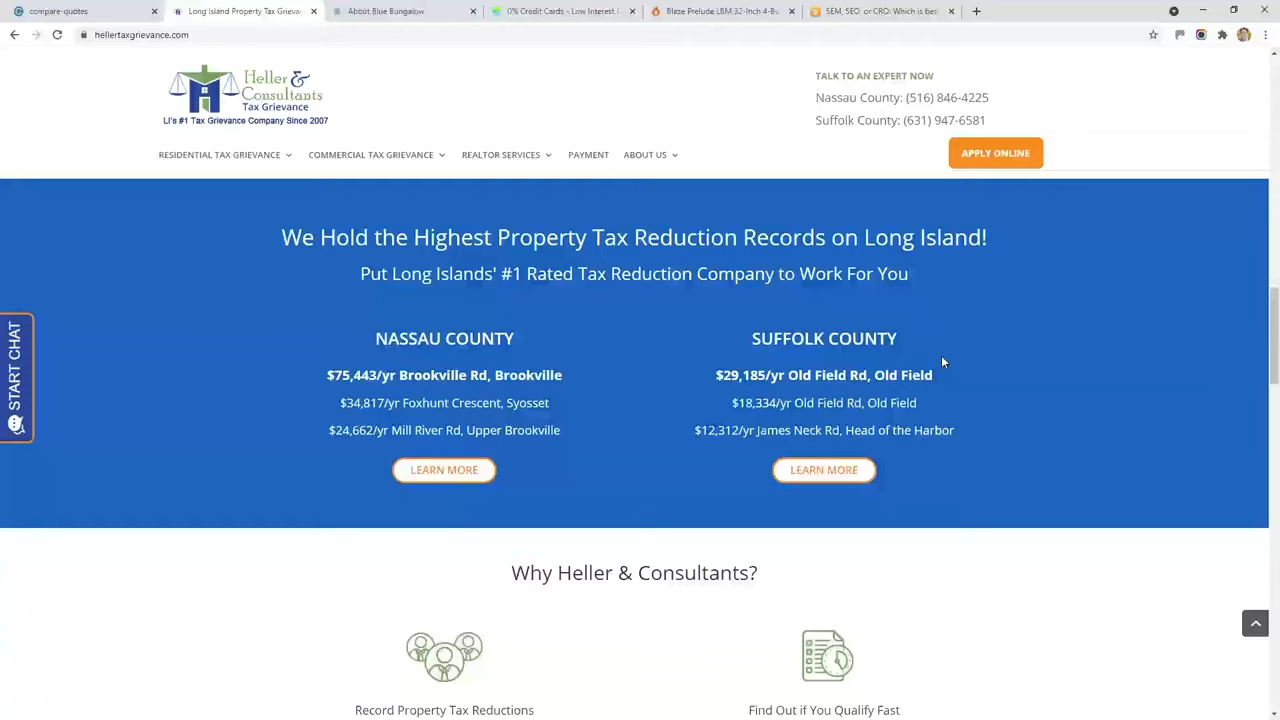 compare-quotes
Long Island Property Tax Grieva
About Blue Bungalow
0% Credit Cards - Low Interest
Blaze Prelude LBM 32-Inch 4-Bu
SEM, SEO, or CRO: Which is bes
hellertaxgrievance.com
Heller &
Consultants
Tax Grievance
LI's #1 Tax Grievance Company Since 2007
TALK TO AN EXPERT NOW
Nassau County: (516) 846-4225
Suffolk County: (631) 947-6581
RESIDENTIAL TAX GRIEVANCE
COMMERCIAL TAX GRIEVANCE
REALTOR SERVICES
PAYMENT
ABOUT US
APPLY ONLINE
We Hold the Highest Property Tax Reduction Records on Long Island!
Put Long Islands' #1 Rated Tax Reduction Company to Work For You
NASSAU COUNTY
$75,443/yr Brookville Rd, Brookville
$34,817/yr Foxhunt Crescent, Syosset
$24,662/yr Mill River Rd, Upper Brookville
LEARN MORE
SUFFOLK COUNTY
$29,185/yr Old Field Rd, Old Field
$18,334/yr Old Field Rd, Old Field
$12,312/yr James Neck Rd, Head of the Harbor
LEARN MORE
START CHAT
Why Heller & Consultants?
Record Property Tax Reductions
Find Out if You Qualify Fast